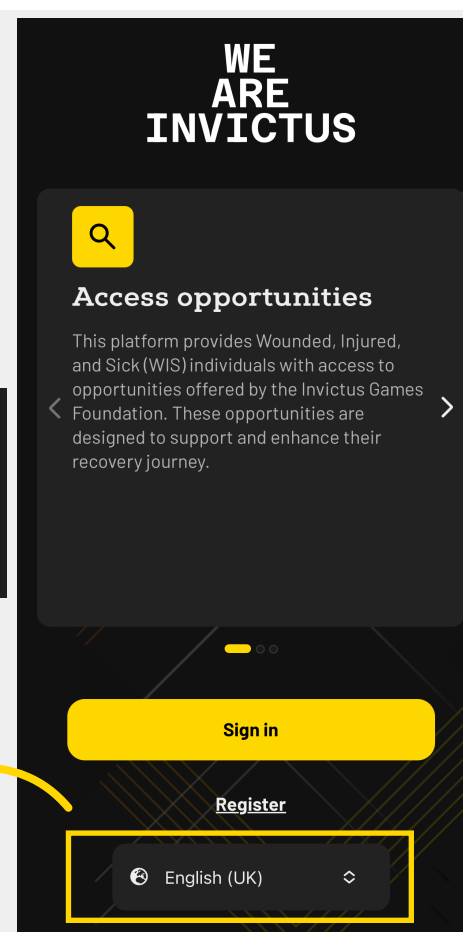 WE
ARE
INVICTUS
Access opportunities
This platform provides Wounded, Injured,
and Sick (WIS) individuals with access to
opportunities offered by the Invictus Games
Foundation. These opportunities are
designed to support and enhance their
recovery journey.
Sign in
Register
English (UK)